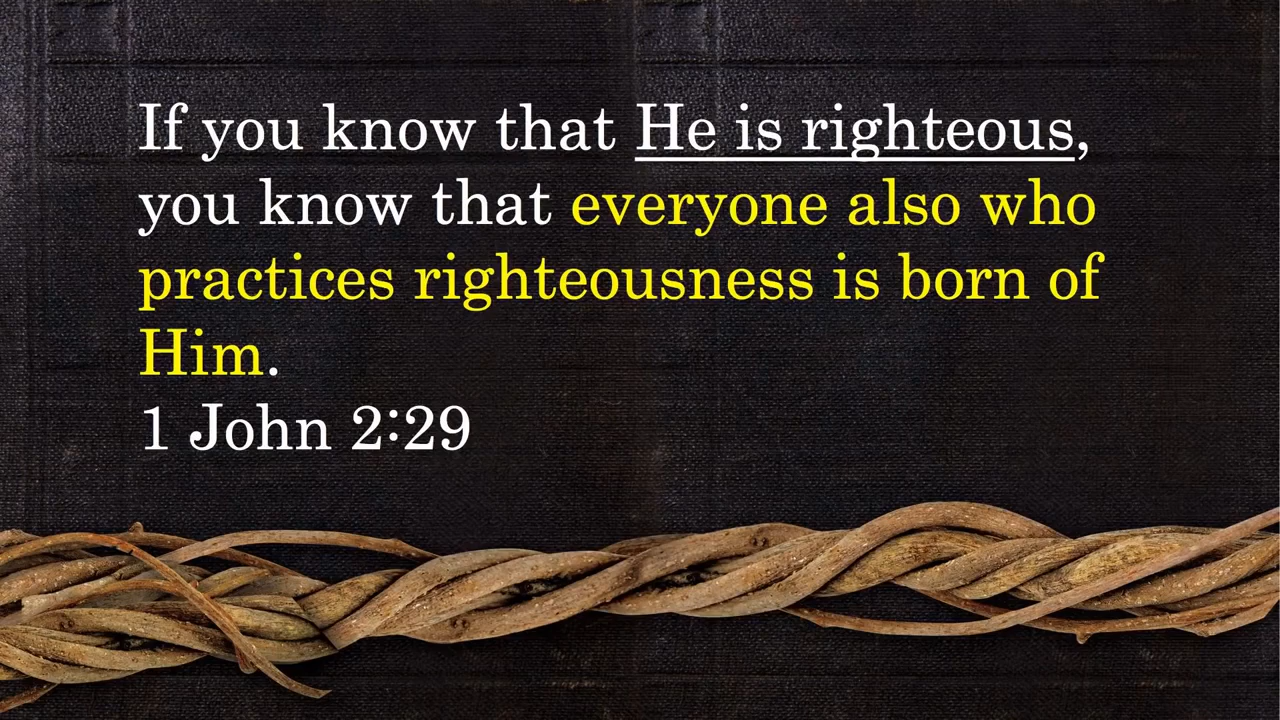 If you know that He is righteous,
you know that everyone also who
practices righteousness is born of
Him.
1 John 2:29